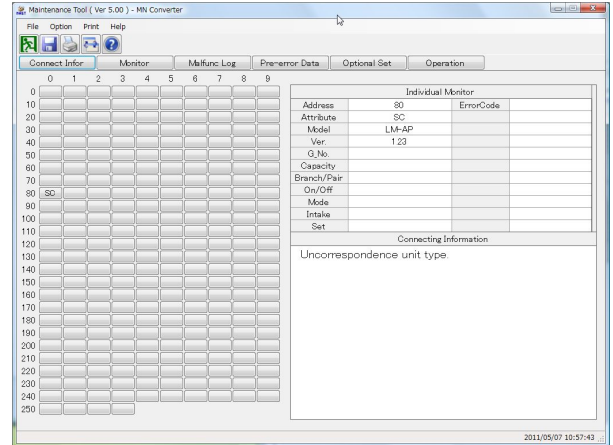 Maintenance Tool ( Ver 5.00 ) - MN Converter
File Option Print Help
Connect Infor Monitor Malfunc Log Pre-error Data Optional Set Operation
0 1 2 3 4 5 6 7 8 9
0
10
20
30
40
50
60
70
80 SC
90
100
110
120
130
140
150
160
170
180
190
200
210
220
230
240
250
Individual Monitor
Address 80 ErrorCode
Attribute SC
Model LM-AP
Ver. 1.23
G_No.
Capacity
Branch/Pair
On/Off
Mode
Intake
Set
Connecting Information
Uncorrespondence unit type.
2011/05/07 10:57:43